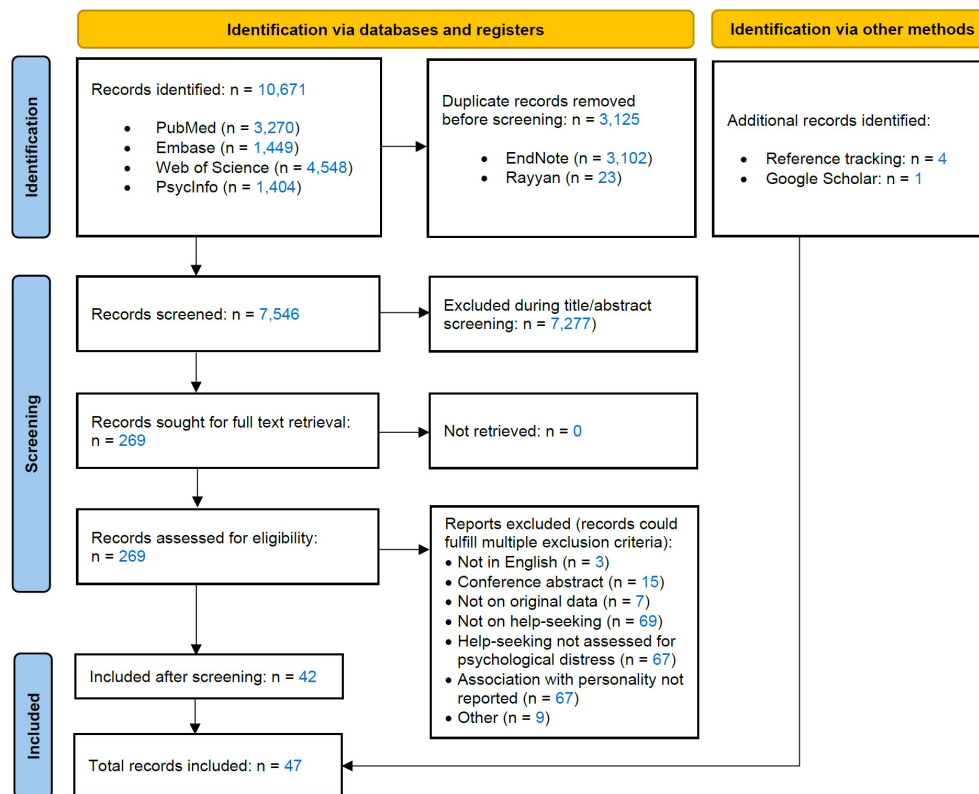 Identification via databases and registers
Identification via other methods
Identification
Records identified: n = 10,671
• PubMed (n = 3,270)
• Embase (n = 1,449)
• Web of Science (n = 4,548)
• PsycInfo (n = 1,404)
Duplicate records removed
before screening: n = 3,125
• EndNote (n = 3,102)
• Rayyan (n = 23)
Additional records identified:
• Reference tracking: n = 4
• Google Scholar: n = 1
Screening
Records screened: n = 7,546
Excluded during title/abstract
screening: n = 7,277)
Records sought for full text retrieval:
n = 269
Not retrieved: n = 0
Records assessed for eligibility:
n = 269
Reports excluded (records could
fulfill multiple exclusion criteria):
• Not in English (n = 3)
• Conference abstract (n = 15)
• Not on original data (n = 7)
• Not on help-seeking (n = 69)
• Help-seeking not assessed for
psychological distress (n = 67)
• Association with personality not
reported (n = 67)
• Other (n = 9)
Included
Included after screening: n = 42
Total records included: n = 47